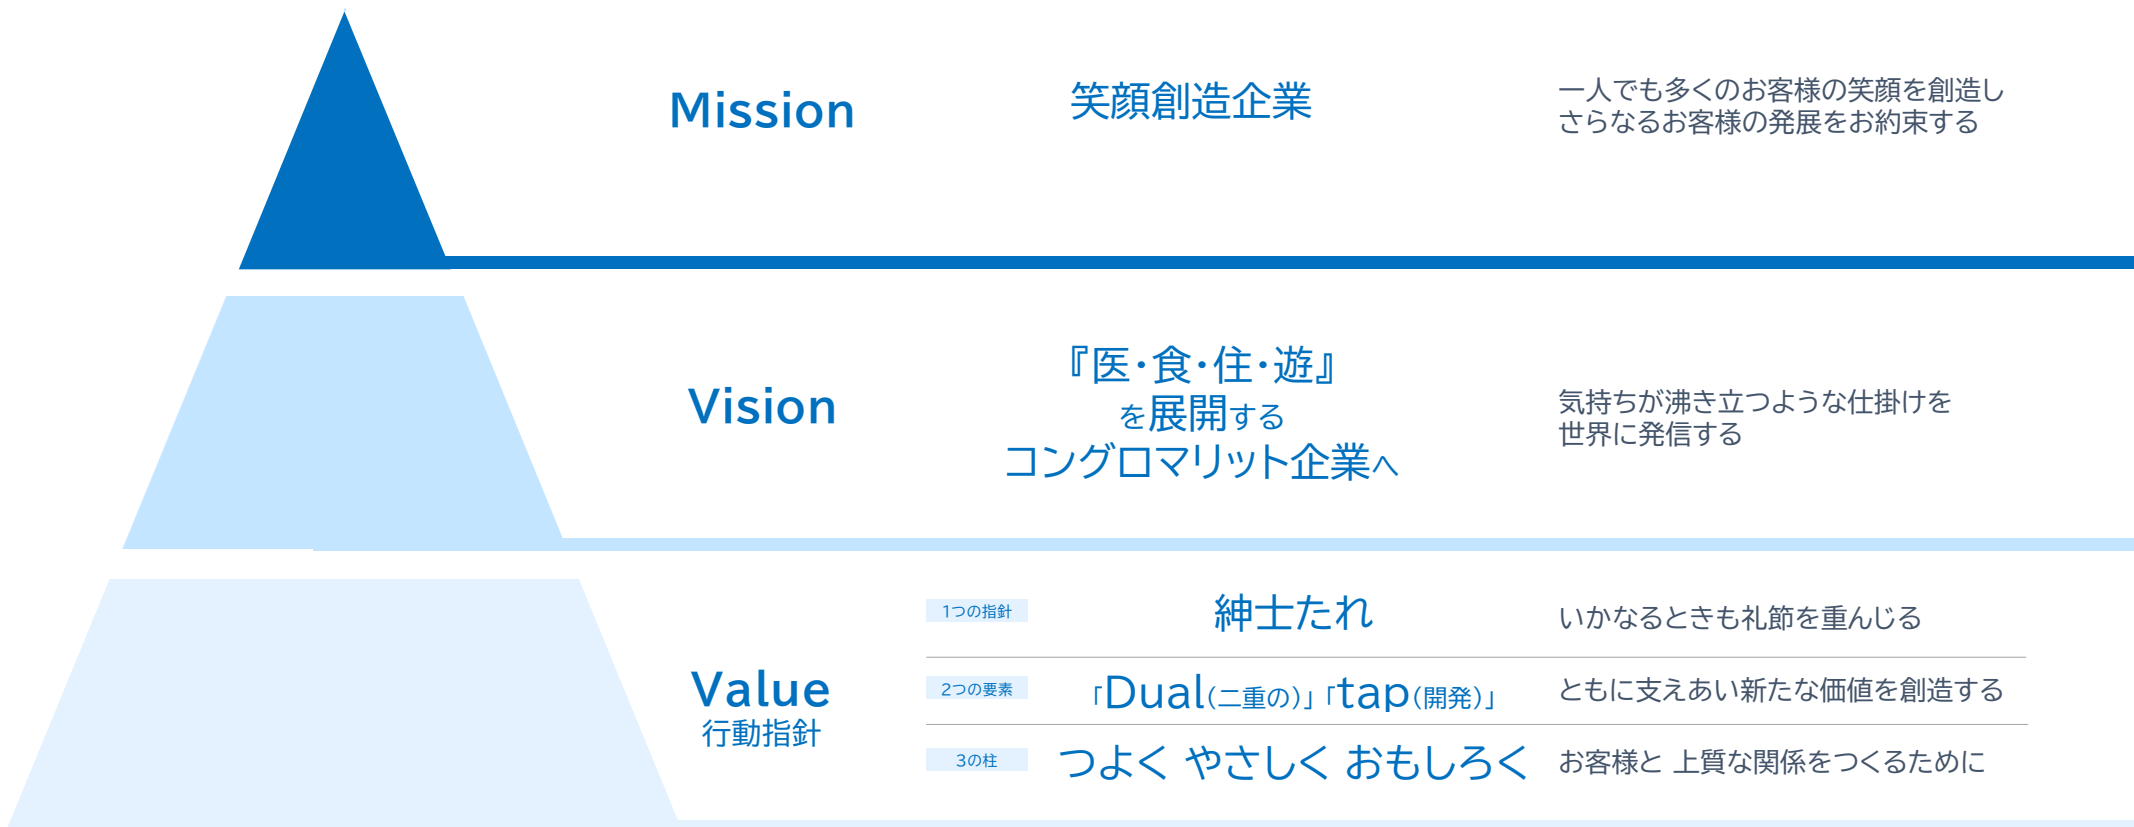 Mission
笑顔創造企業
一人でも多くのお客様の笑顔を創造し
さらなるお客様の発展をお約束する
Vision
『医・食・住・遊』
を展開する
コングロマリット企業へ
気持ちが沸き立つような仕掛けを
世界に発信する
Value
行動指針
1つの指針
紳士たれ
いかなるときも礼節を重んじる
2つの要素
「Dual(二重の)」「tap(開発)」
ともに支えあい新たな価値を創造する
3の柱
つよく やさしく おもしろく
お客様と 上質な関係をつくるために